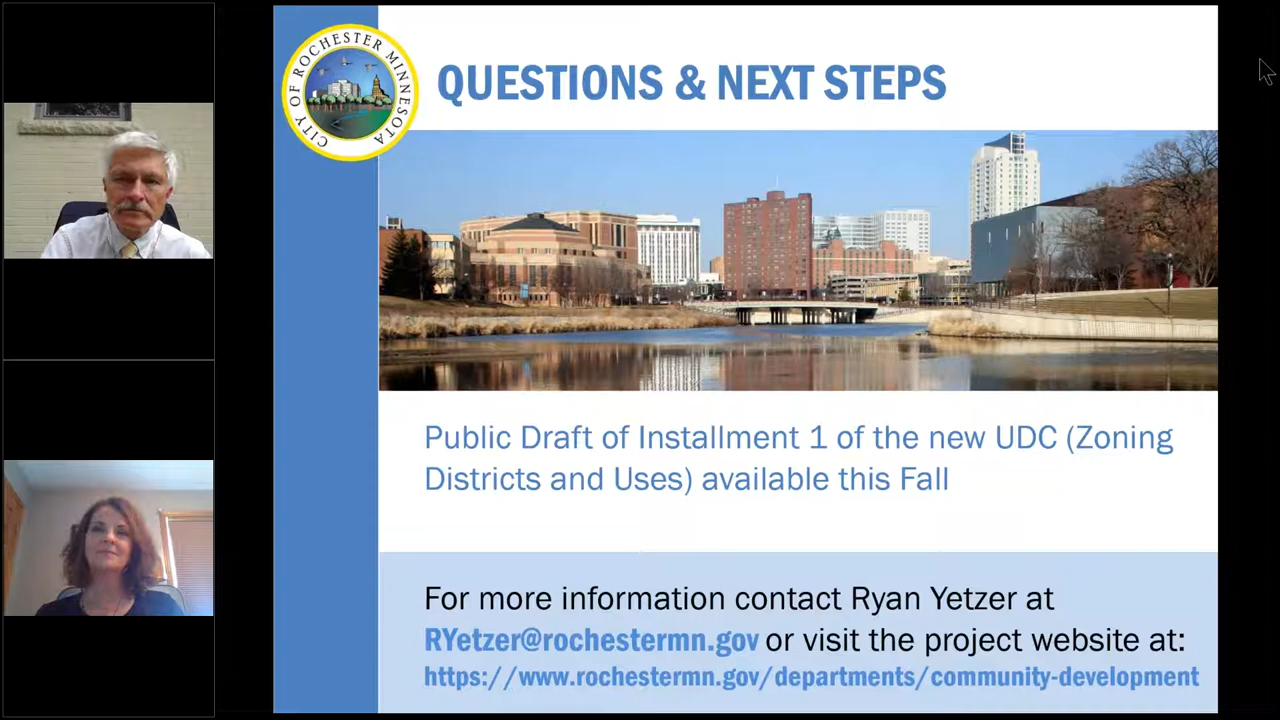 CITY OF ROCHESTER MINNESOTA
QUESTIONS & NEXT STEPS
Public Draft of Installment 1 of the new UDC (Zoning
Districts and Uses) available this Fall
For more information contact Ryan Yetzer at
RYetzer@rochestermn.gov or visit the project website at:
https://www.rochestermn.gov/departments/community-development